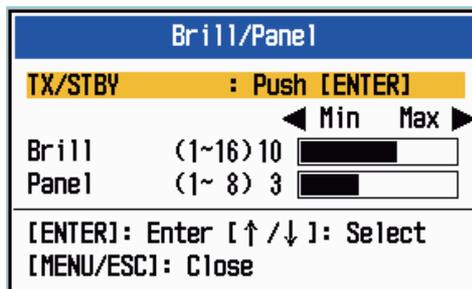 Brill/Panel
TX/STBY : Push [ENTER]
◀ Min Max ▶
Brill (1~16) 10
Panel (1~ 8) 3
[ENTER]: Enter [↑/↓]: Select
[MENU/ESC]: Close